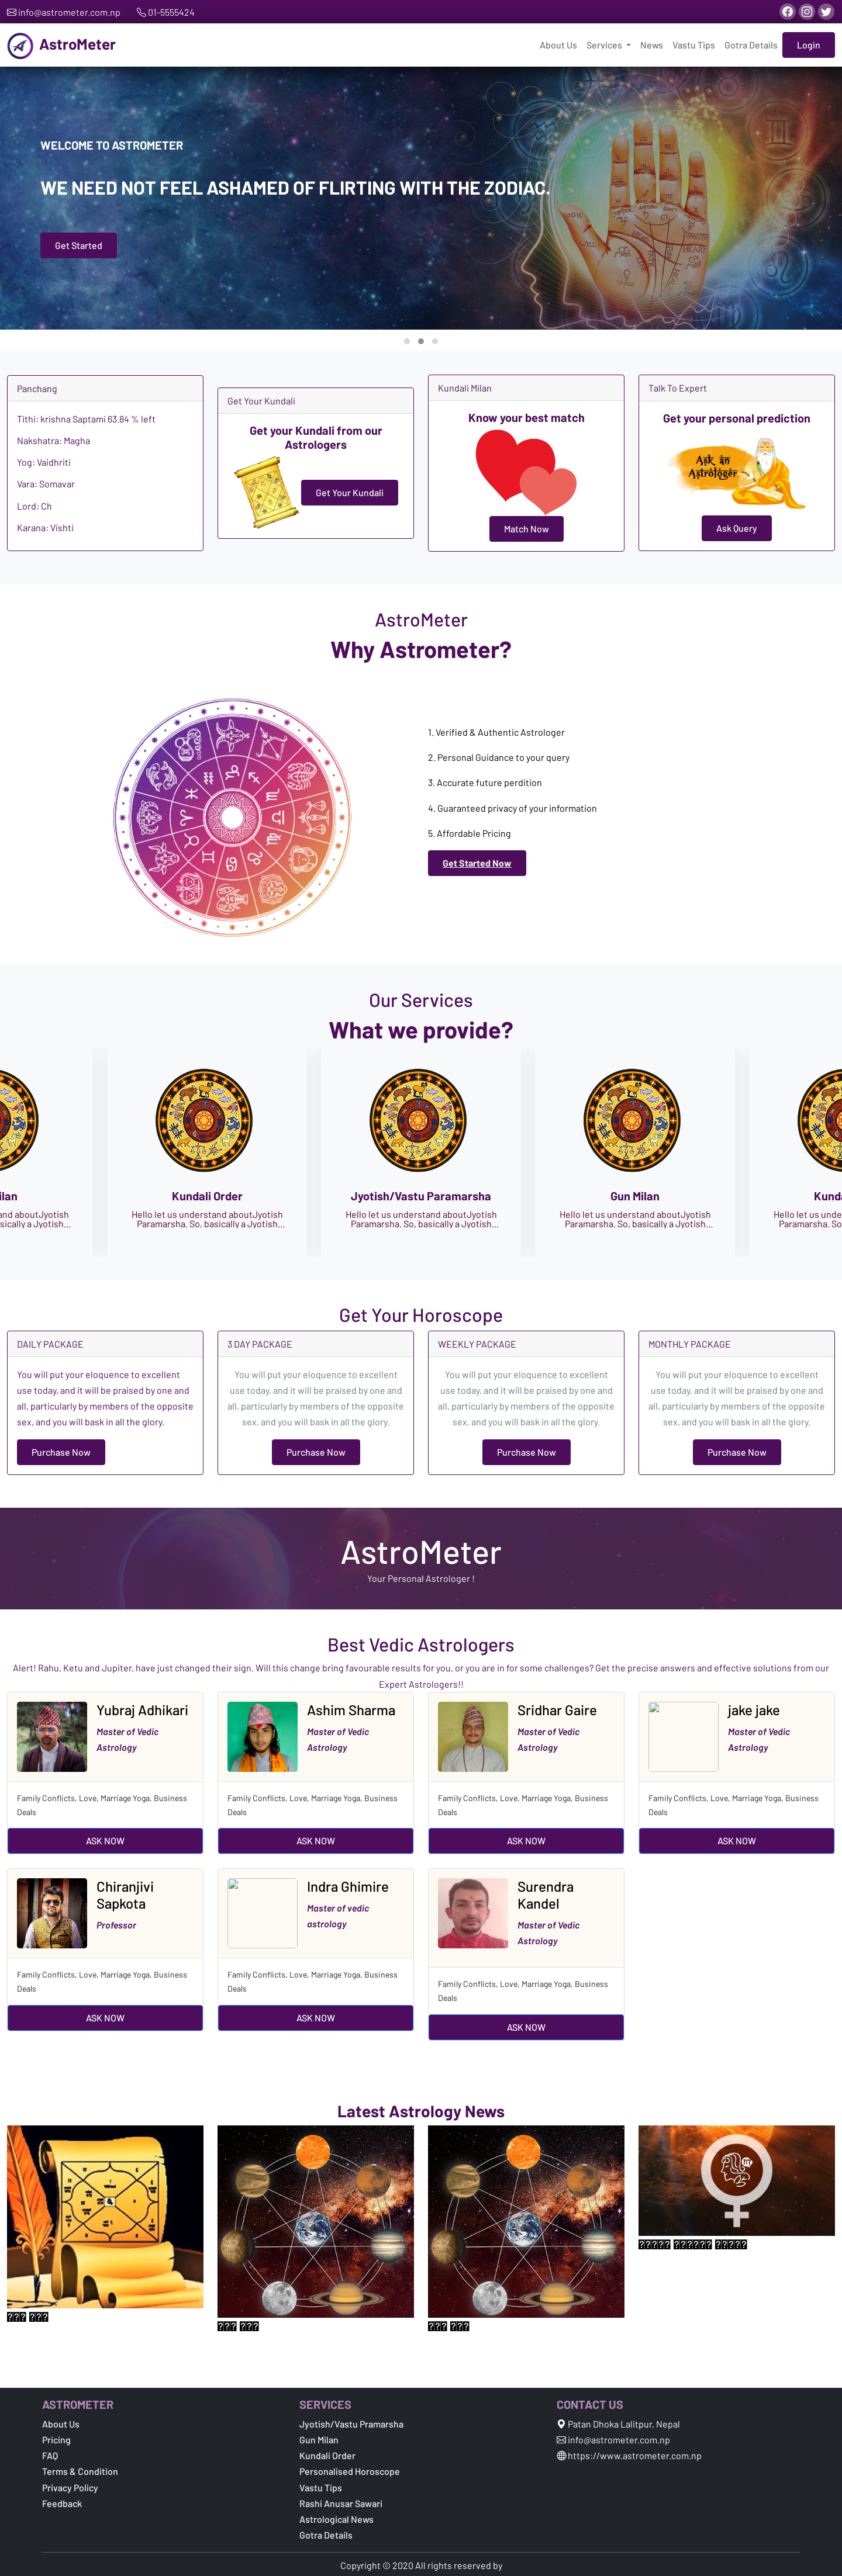 info@astrometer.com.np 01-5555424
AstroMeter
About Us Services News Vastu Tips Gotra Details Login
WELCOME TO ASTROMETER
WE NEED NOT FEEL ASHAMED OF FLIRTING WITH THE ZODIAC.
Get Started
Panchang
Tithi: krishna Saptami 63.84 % left
Nakshatra: Magha
Yog: Vaidhriti
Vara: Somavar
Lord: Ch
Karana: Vishti
Get Your Kundali
Get your Kundali from our
Astrologers
Get Your Kundali
Kundali Milan
Know your best match
Match Now
Talk To Expert
Get your personal prediction
Ask an
Astrologer
Ask Query
AstroMeter
Why Astrometer?
1. Verified & Authentic Astrologer
2. Personal Guidance to your query
3. Accurate future perdition
4. Guaranteed privacy of your information
5. Affordable Pricing
Get Started Now
Our Services
What we provide?
ilan
and aboutJyotish
sically a Jyotish...
Kundali Order
Hello let us understand aboutJyotish
Paramarsha. So, basically a Jyotish...
Jyotish/Vastu Paramarsha
Hello let us understand aboutJyotish
Paramarsha. So, basically a Jyotish...
Gun Milan
Hello let us understand aboutJyotish
Paramarsha. So, basically a Jyotish...
Kunda
Hello let us unde
Paramarsha. So
Get Your Horoscope
DAILY PACKAGE
You will put your eloquence to excellent
use today, and it will be praised by one and
all, particularly by members of the opposite
sex, and you will bask in all the glory.
Purchase Now
3 DAY PACKAGE
You will put your eloquence to excellent
use today, and it will be praised by one and
all, particularly by members of the opposite
sex, and you will bask in all the glory.
Purchase Now
WEEKLY PACKAGE
You will put your eloquence to excellent
use today, and it will be praised by one and
all, particularly by members of the opposite
sex, and you will bask in all the glory.
Purchase Now
MONTHLY PACKAGE
You will put your eloquence to excellent
use today, and it will be praised by one and
all, particularly by members of the opposite
sex, and you will bask in all the glory.
Purchase Now
AstroMeter
Your Personal Astrologer !
Best Vedic Astrologers
Alert! Rahu, Ketu and Jupiter, have just changed their sign. Will this change bring favourable results for you, or you are in for some challenges? Get the precise answers and effective solutions from our
Expert Astrologers!!
Yubraj Adhikari
Master of Vedic
Astrology
Family Conflicts, Love, Marriage Yoga, Business
Deals
ASK NOW
Ashim Sharma
Master of Vedic
Astrology
Family Conflicts, Love, Marriage Yoga, Business
Deals
ASK NOW
Sridhar Gaire
Master of Vedic
Astrology
Family Conflicts, Love, Marriage Yoga, Business
Deals
ASK NOW
jake jake
Master of Vedic
Astrology
Family Conflicts, Love, Marriage Yoga, Business
Deals
ASK NOW
Chiranjivi
Sapkota
Professor
Family Conflicts, Love, Marriage Yoga, Business
Deals
ASK NOW
Indra Ghimire
Master of vedic
astrology
Family Conflicts, Love, Marriage Yoga, Business
Deals
ASK NOW
Surendra
Kandel
Master of Vedic
Astrology
Family Conflicts, Love, Marriage Yoga, Business
Deals
ASK NOW
Latest Astrology News
ASTROMETER
About Us
Pricing
FAQ
Terms & Condition
Privacy Policy
Feedback
SERVICES
Jyotish/Vastu Pramarsha
Gun Milan
Kundali Order
Personalised Horoscope
Vastu Tips
Rashi Anusar Sawari
Astrological News
Gotra Details
CONTACT US
Patan Dhoka Lalitpur, Nepal
info@astrometer.com.np
https://www.astrometer.com.np
Copyright © 2020 All rights reserved by